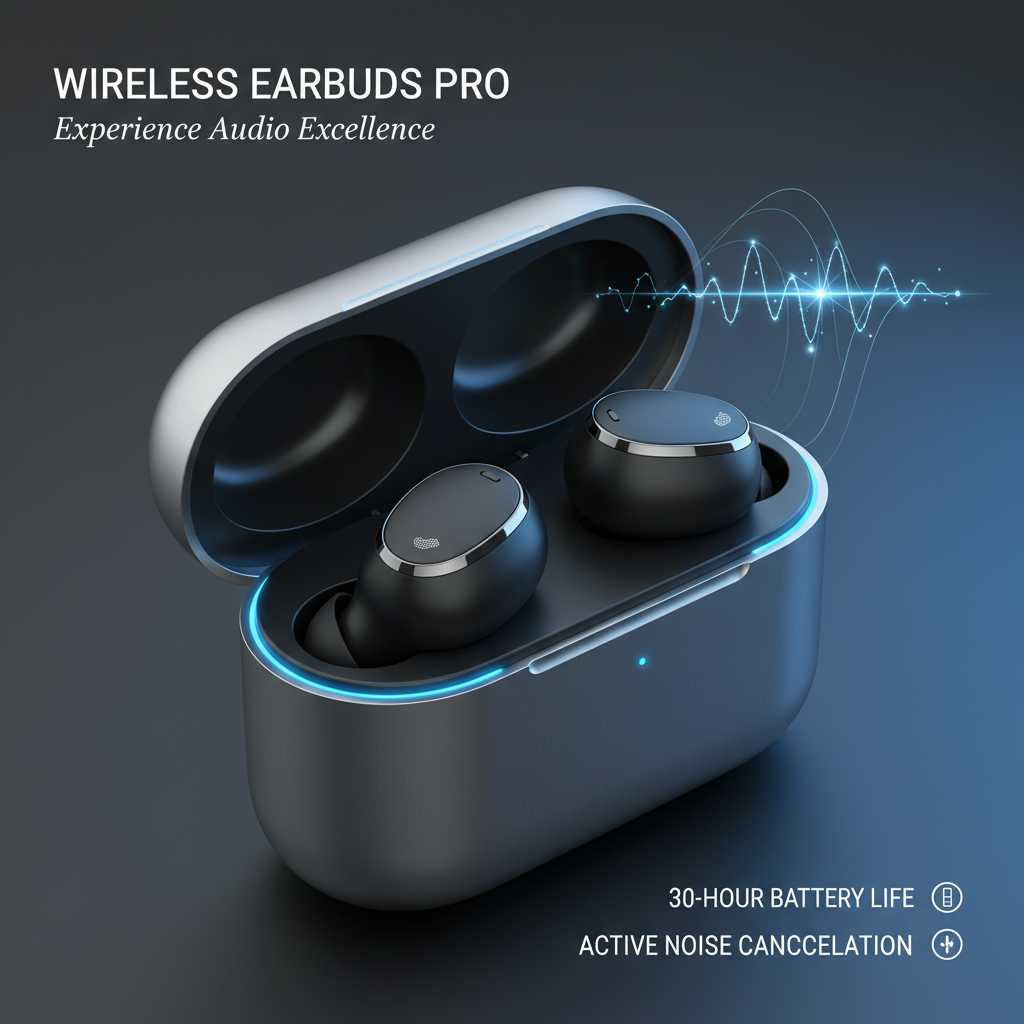 WIRELESS EARBUDS PRO
Experience Audio Excellence
30-HOUR BATTERY LIFE
ACTIVE NOISE CANCCELATION